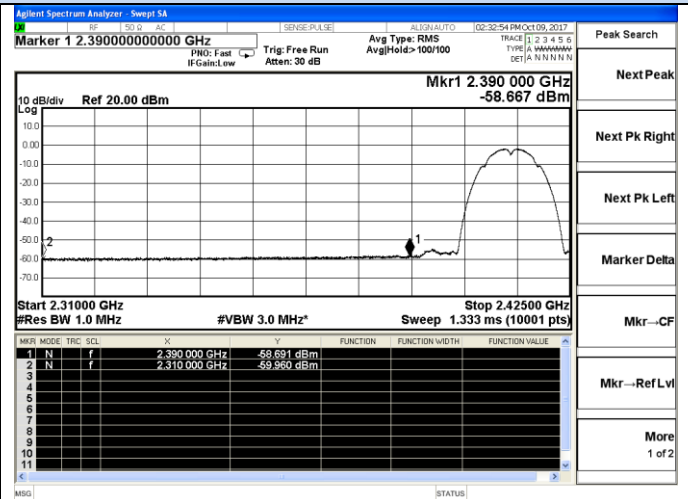 Agilent Spectrum Analyzer - Swept SA
RF 50 Ω AC SENSE:PULSE ALIGNAUTO 02:32:54 PM Oct 09, 2017
Marker 1 2.390000000000 GHz
PNO: Fast
IFGain:Low
Trig: Free Run
Atten: 30 dB
Avg Type: RMS
Avg|Hold:> 100/100
TRACE 1 2 3 4 5 6
TYPE A WWWWW
DET A N N N N N
Peak Search
Mkr1 2.390 000 GHz
-58.667 dBm
10 dB/div Ref 20.00 dBm
Log
10.0
0.00
-10.0
-20.0
-30.0
-40.0
-50.0
-60.0
-70.0
2
1
Start 2.31000 GHz Stop 2.42500 GHz
#Res BW 1.0 MHz #VBW 3.0 MHz* Sweep 1.333 ms (10001 pts)
MKR MODE TRC SCL X Y FUNCTION FUNCTION WIDTH FUNCTION VALUE
1 N f 2.390 000 GHz -58.691 dBm
2 N f 2.310 000 GHz -59.960 dBm
3
4
5
6
7
8
9
10
11
MSG STATUS
Next Peak
Next Pk Right
Next Pk Left
Marker Delta
Mkr→CF
Mkr→Ref Lvl
More
1 of 2